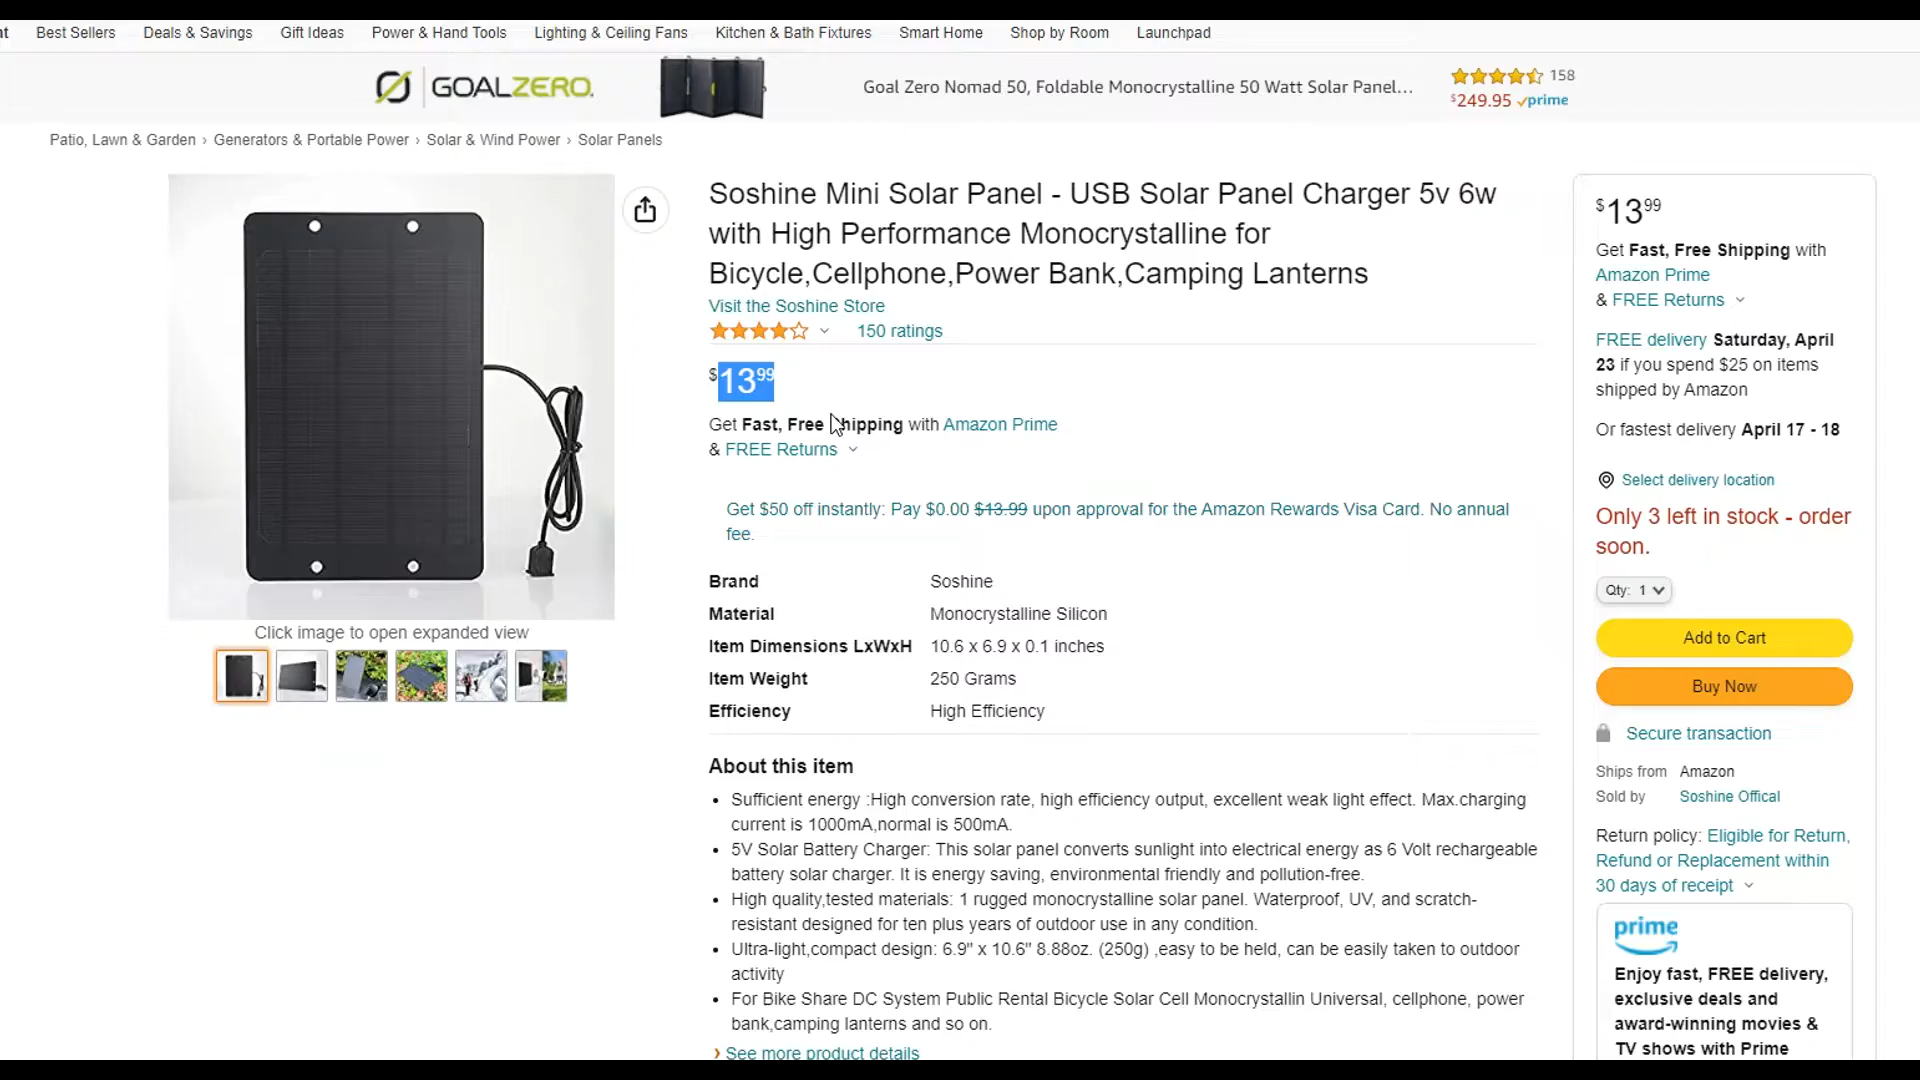 nt Best Sellers Deals & Savings Gift Ideas Power & Hand Tools Lighting & Ceiling Fans Kitchen & Bath Fixtures Smart Home Shop by Room Launchpad
GOALZERO. Goal Zero Nomad 50, Foldable Monocrystalline 50 Watt Solar Panel... 158
$249.95 prime
Patio, Lawn & Garden › Generators & Portable Power › Solar & Wind Power › Solar Panels
Click image to open expanded view
Soshine Mini Solar Panel - USB Solar Panel Charger 5v 6w
with High Performance Monocrystalline for
Bicycle,Cellphone,Power Bank,Camping Lanterns
Visit the Soshine Store
150 ratings
$1399
Get Fast, Free Shipping with Amazon Prime
& FREE Returns
Get $50 off instantly: Pay $0.00 $13.99 upon approval for the Amazon Rewards Visa Card. No annual
fee.
Brand Soshine
Material Monocrystalline Silicon
Item Dimensions LxWxH 10.6 x 6.9 x 0.1 inches
Item Weight 250 Grams
Efficiency High Efficiency
About this item
• Sufficient energy :High conversion rate, high efficiency output, excellent weak light effect. Max.charging
current is 1000mA,normal is 500mA.
• 5V Solar Battery Charger: This solar panel converts sunlight into electrical energy as 6 Volt rechargeable
battery solar charger. It is energy saving, environmental friendly and pollution-free.
• High quality,tested materials: 1 rugged monocrystalline solar panel. Waterproof, UV, and scratch-
resistant designed for ten plus years of outdoor use in any condition.
• Ultra-light,compact design: 6.9" x 10.6" 8.88oz. (250g) ,easy to be held, can be easily taken to outdoor
activity
• For Bike Share DC System Public Rental Bicycle Solar Cell Monocrystallin Universal, cellphone, power
bank,camping lanterns and so on.
› See more product details
$1399
Get Fast, Free Shipping with
Amazon Prime
& FREE Returns
FREE delivery Saturday, April
23 if you spend $25 on items
shipped by Amazon
Or fastest delivery April 17 - 18
Select delivery location
Only 3 left in stock - order
soon.
Qty: 1
Add to Cart
Buy Now
Secure transaction
Ships from Amazon
Sold by Soshine Offical
Return policy: Eligible for Return,
Refund or Replacement within
30 days of receipt
prime
Enjoy fast, FREE delivery,
exclusive deals and
award-winning movies &
TV shows with Prime